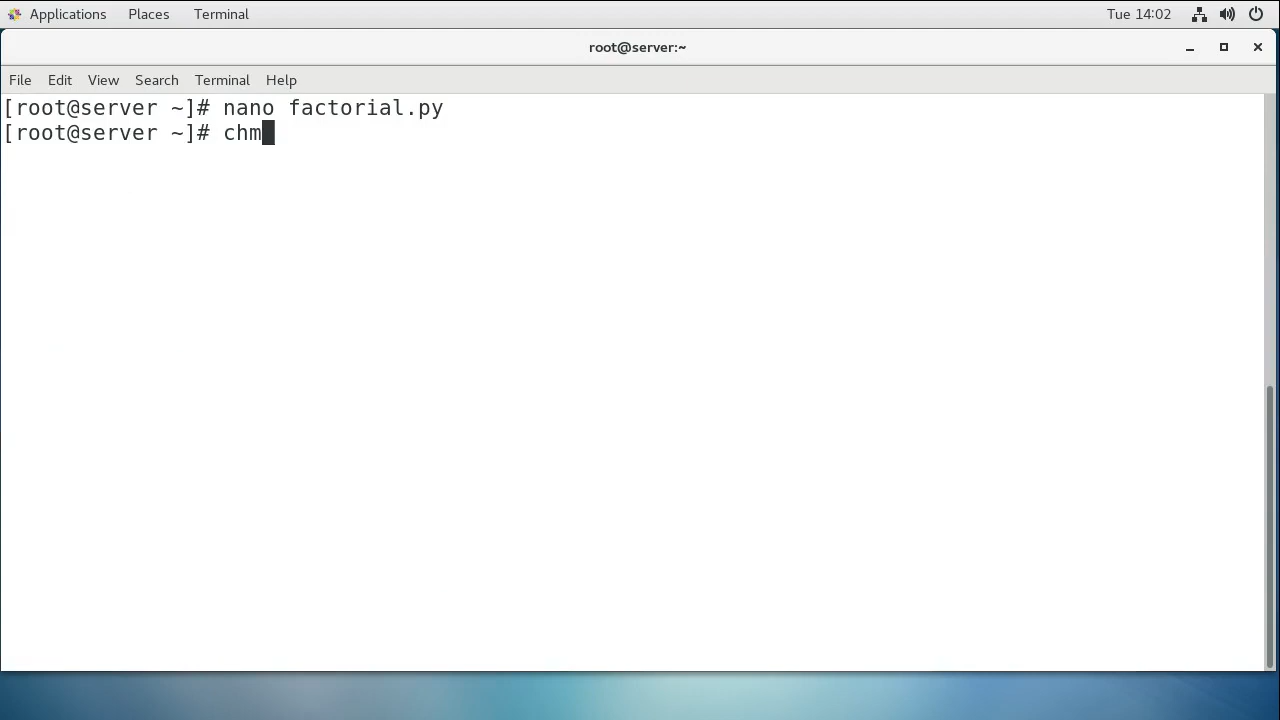 Applications Places Terminal Tue 14:02
root@server:~
File Edit View Search Terminal Help
[root@server ~]# nano factorial.py
[root@server ~]# chm